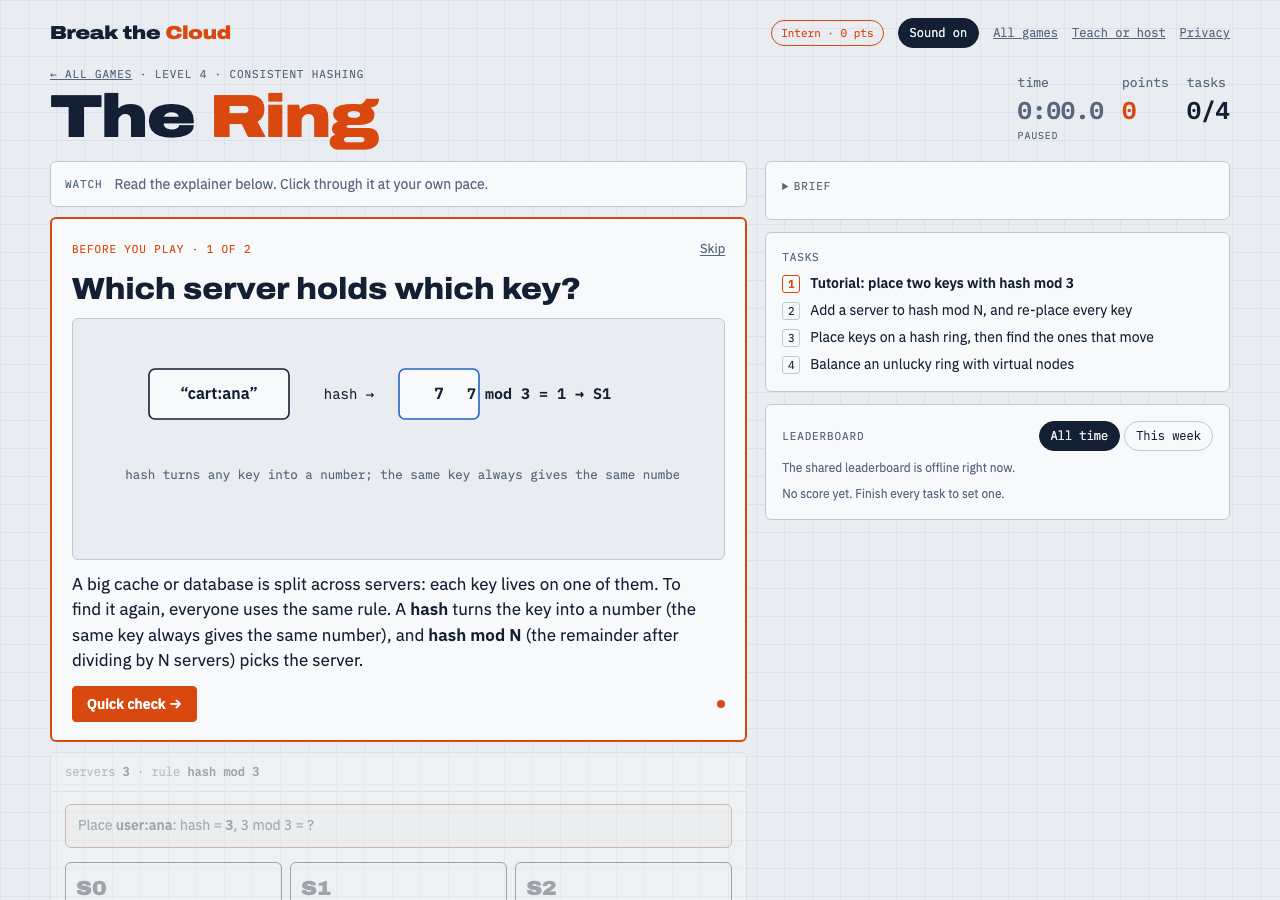 Break the Cloud
Intern · 0 pts
Sound on
All games
Teach or host
Privacy
← ALL GAMES · LEVEL 4 · CONSISTENT HASHING
The Ring
time
0:00.0
PAUSED
points
0
tasks
0/4
WATCH Read the explainer below. Click through it at your own pace.
BEFORE YOU PLAY · 1 OF 2
Skip
Which server holds which key?
“cart:ana”
hash →
7
7 mod 3 = 1 → S1
hash turns any key into a number; the same key always gives the same numbe
A big cache or database is split across servers: each key lives on one of them. To
find it again, everyone uses the same rule. A hash turns the key into a number (the
same key always gives the same number), and hash mod N (the remainder after
dividing by N servers) picks the server.
Quick check →
servers 3 · rule hash mod 3
Place user:ana: hash = 3, 3 mod 3 = ?
S0
S1
S2
▶ BRIEF
TASKS
1 Tutorial: place two keys with hash mod 3
2 Add a server to hash mod N, and re-place every key
3 Place keys on a hash ring, then find the ones that move
4 Balance an unlucky ring with virtual nodes
LEADERBOARD
All time
This week
The shared leaderboard is offline right now.
No score yet. Finish every task to set one.